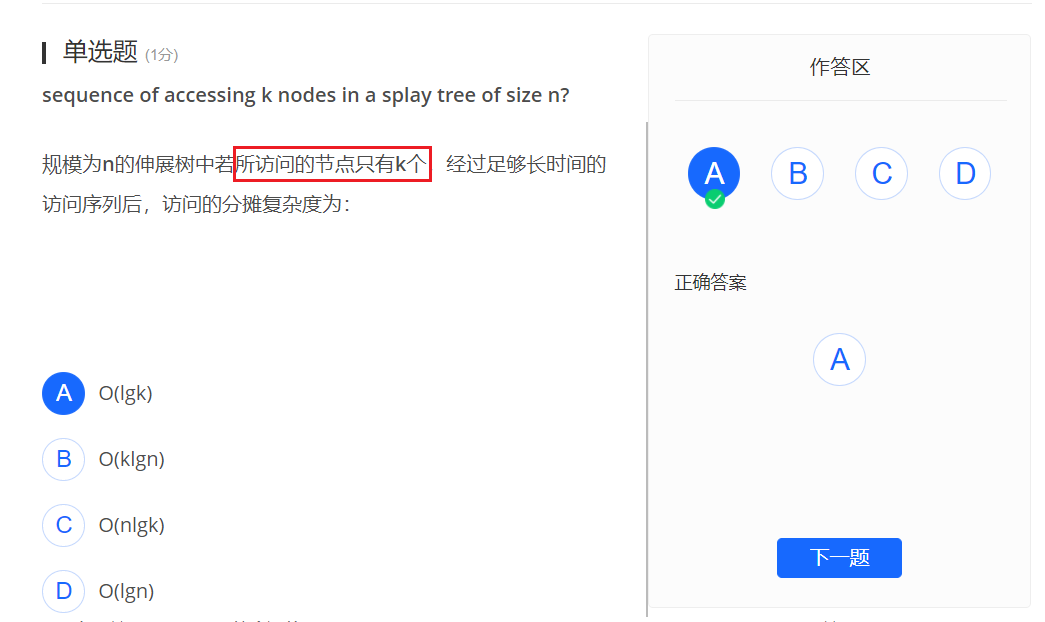 单选题 (1分)
sequence of accessing k nodes in a splay tree of size n?
规模为n的伸展树中若所访问的节点只有k个 经过足够长时间的
访问序列后，访问的分摊复杂度为：
A O(lgk)
B O(klgn)
C O(nlgk)
D O(lgn)
作答区
A B C D
正确答案
A
下一题